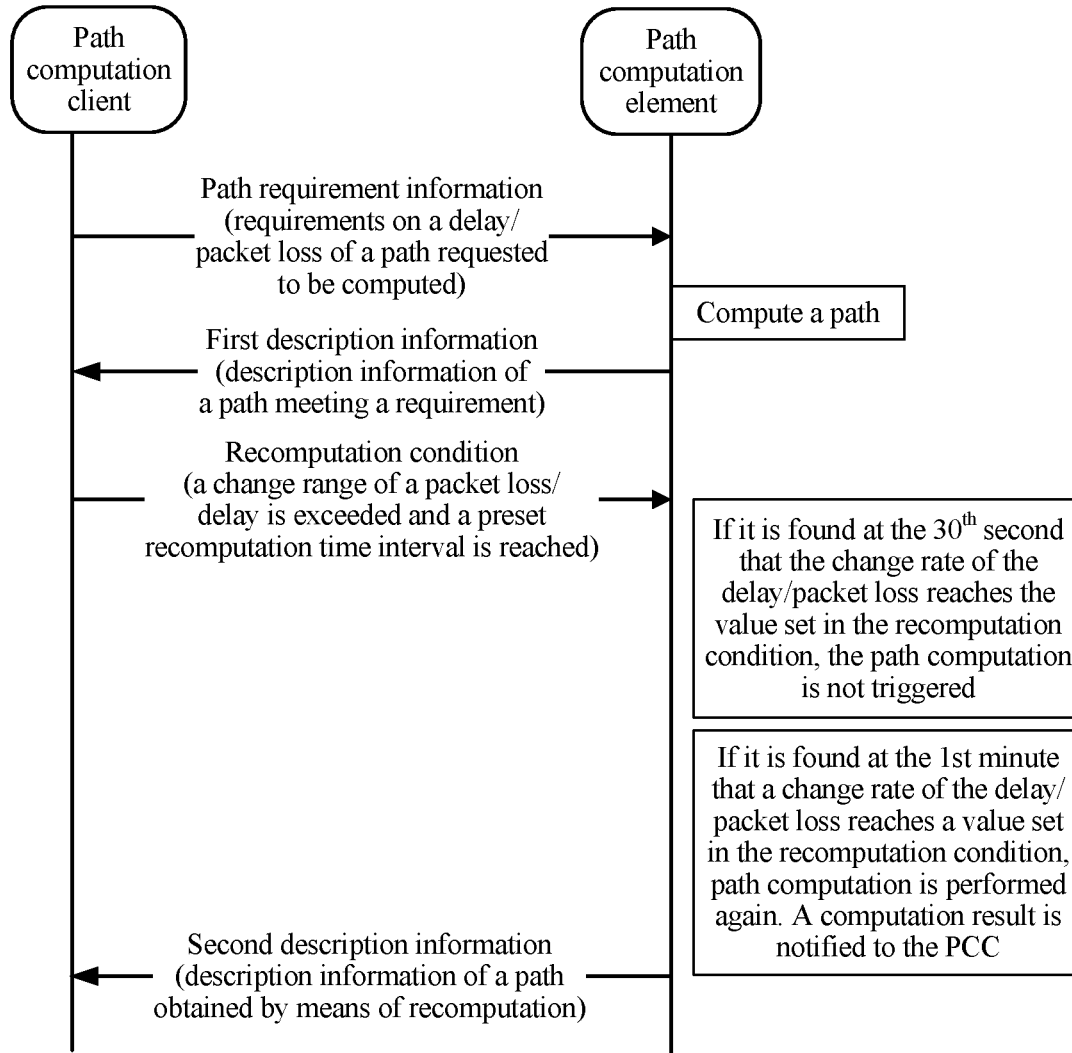 Path
computation
client
Path
computation
element
Path requirement information
(requirements on a delay/
packet loss of a path requested
to be computed)
Compute a path
First description information
(description information of
a path meeting a requirement)
Recomputation condition
(a change range of a packet loss/
delay is exceeded and a preset
recomputation time interval is reached)
If it is found at the 30th second
that the change rate of the
delay/packet loss reaches the
value set in the recomputation
condition, the path computation
is not triggered
If it is found at the 1st minute
that a change rate of the delay/
packet loss reaches a value set
in the recomputation condition,
path computation is performed
again. A computation result is
notified to the PCC
Second description information
(description information of a path
obtained by means of recomputation)